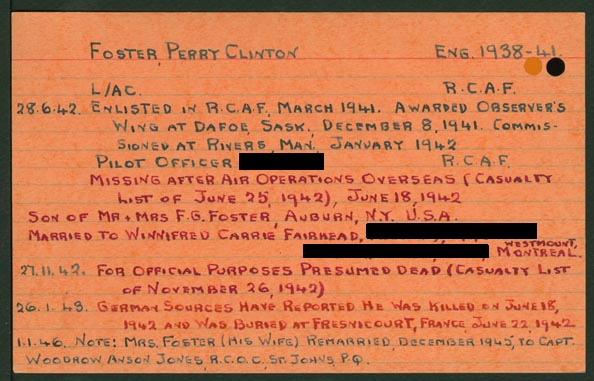 FOSTER, PERRY CLINTON ENG. 1938-41.
L/AC. R.C.A.F.
28.6.42. ENLISTED IN R.C.A.F. MARCH 1941. AWARDED OBSERVER'S
WING AT DAFOE, SASK., DECEMBER 8, 1941. COMMIS-
SIONED AT RIVERS, MAN. JANUARY 1942
PILOT OFFICER R.C.A.F.
MISSING AFTER AIR OPERATIONS OVERSEAS (CASUALTY
LIST OF JUNE 25, 1942), JUNE 18, 1942
SON OF MR + MRS F.G. FOSTER, AUBURN, N.Y. U.S.A.
MARRIED TO WINNIFRED CARRIE FAIRHEAD,
WESTMOUNT,
MONTREAL.
27.11.42. FOR OFFICIAL PURPOSES PRESUMED DEAD (CASUALTY LIST
OF NOVEMBER 26, 1942)
26.1.43. GERMAN SOURCES HAVE REPORTED HE WAS KILLED ON JUNE 18,
1942 AND WAS BURIED AT FRESNICOURT, FRANCE, JUNE 22, 1942
1.1.46. NOTE: MRS. FOSTER (HIS WIFE) REMARRIED, DECEMBER 1945, TO CAPT.
WOODROW ANSON JONES, R.C.O.C., ST. JOHNS, P.Q.